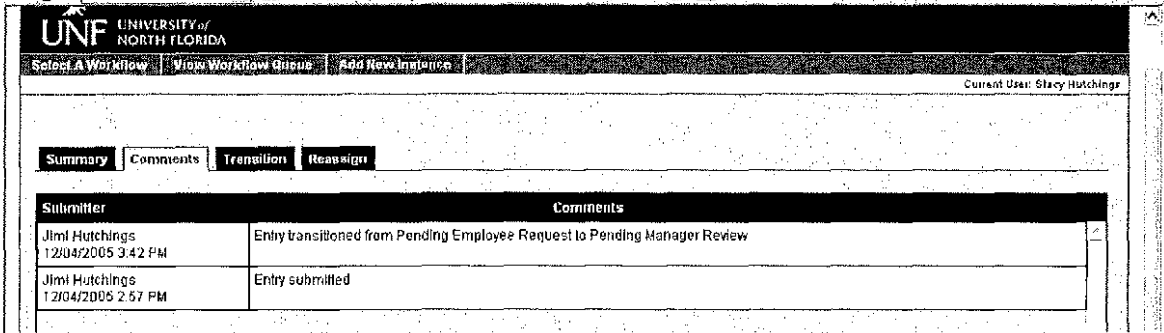 UNF UNIVERSITY of
NORTH FLORIDA
Select A Workflow View Workflow Queue Add New Instance
Current User: Stacy Hutchings
Summary Comments Transition Reassign
Submitter Comments
Jimi Hutchings Entry transitioned from Pending Employee Request to Pending Manager Review
12/04/2005 3:42 PM
Jimi Hutchings Entry submitted
12/04/2005 2:57 PM